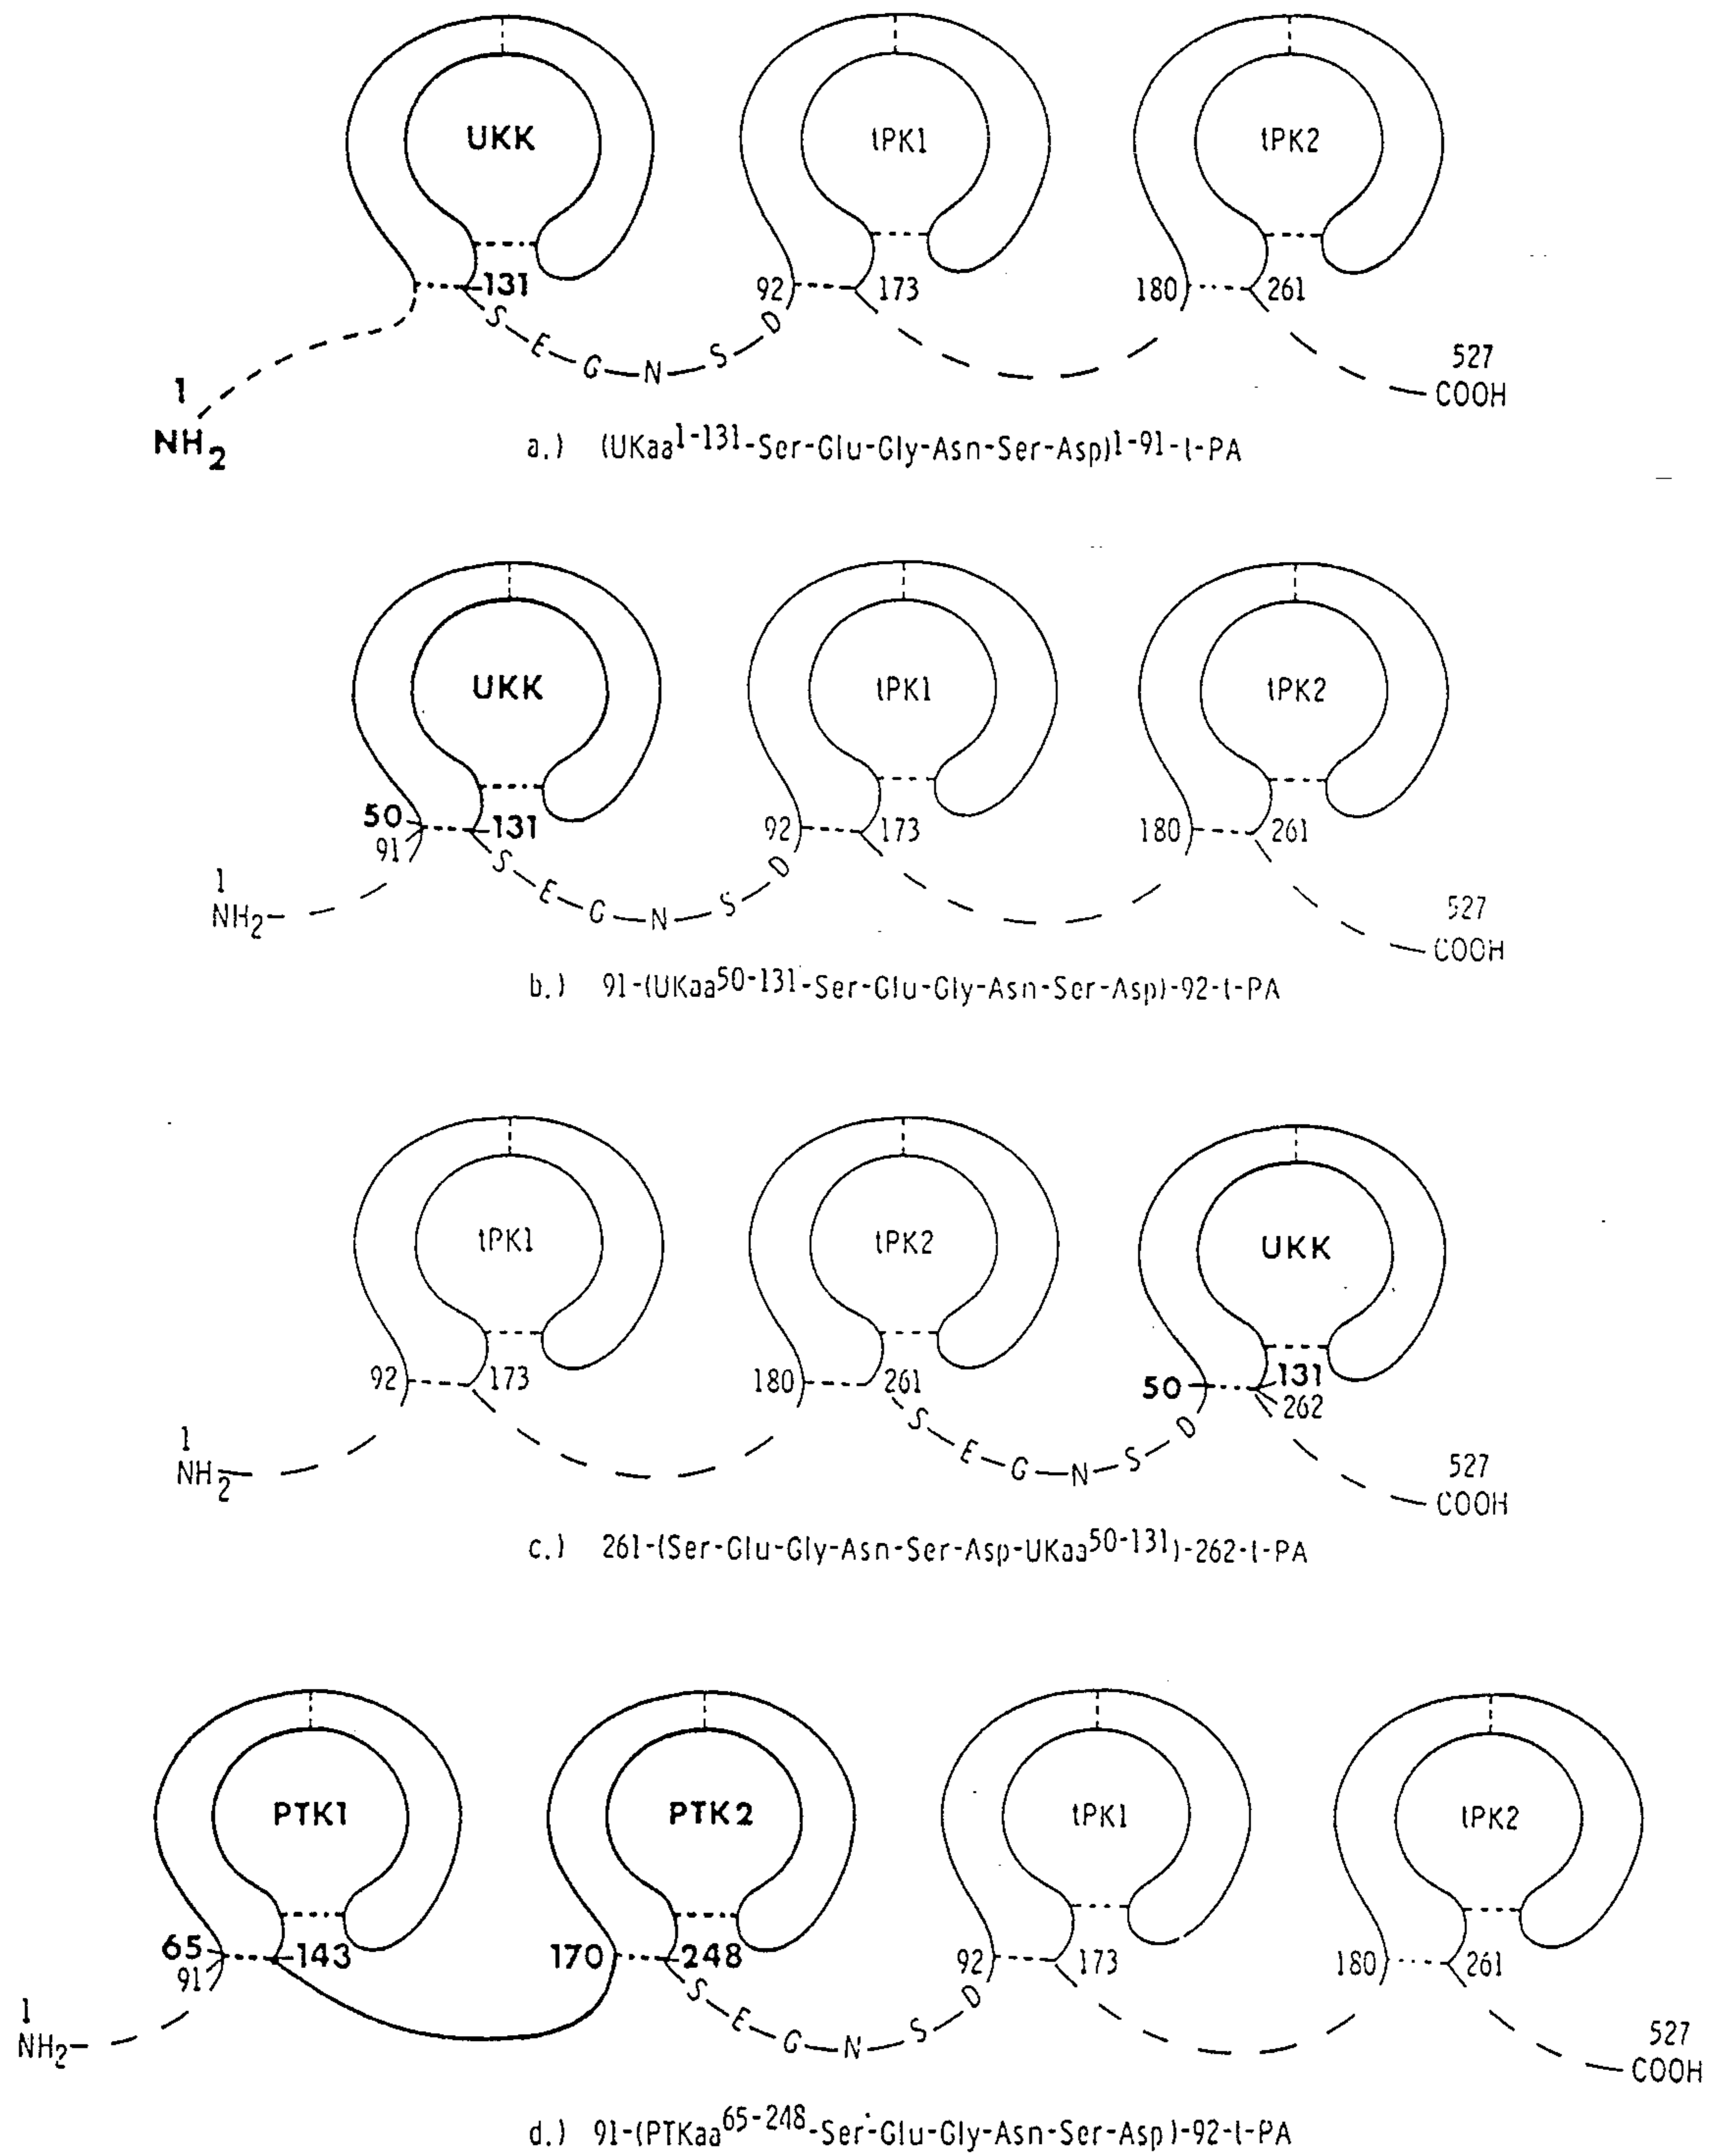 UKK tPK1 tPK2
131 92 173 180 261
S E G N S D
527
COOH
1
NH2
a.) (UKaa1-131-Ser-Glu-Gly-Asn-Ser-Asp)1-91-t-PA
UKK tPK1 tPK2
50 131 92 173 180 261
91
S E G N S D
1
NH2
527
COOH
b.) 91-(UKaa50-131-Ser-Glu-Gly-Asn-Ser-Asp)-92-t-PA
tPK1 tPK2 UKK
92 173 180 261 50 131
262
S E G N S D
1
NH2
527
COOH
c.) 261-(Ser-Glu-Gly-Asn-Ser-Asp-UKaa50-131)-262-t-PA
PTK1 PTK2 tPK1 tPK2
65 143 170 248 92 173 180 261
91
S E G N S D
1
NH2
527
COOH
d.) 91-(PTKaa65-248-Ser-Glu-Gly-Asn-Ser-Asp)-92-t-PA